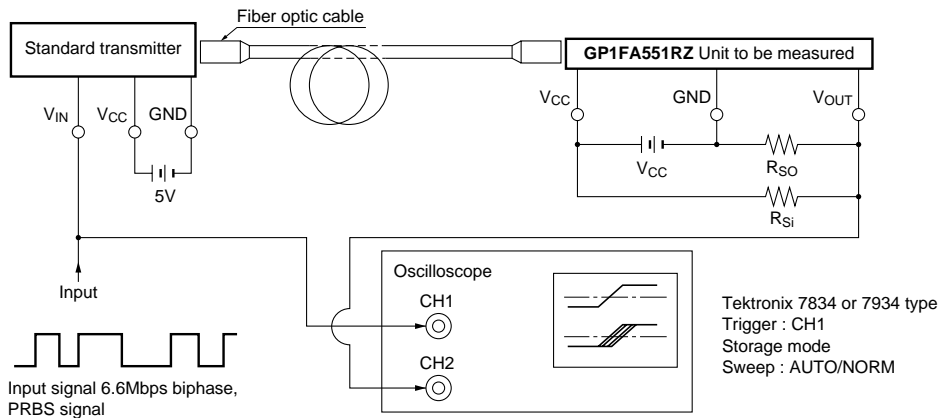 Fiber optic cable
Standard transmitter
GP1FA551RZ Unit to be measured
VIN
VCC
GND
VCC
GND
VOUT
5V
VCC
RSO
RSi
Input
Oscilloscope
CH1
CH2
Tektronix 7834 or 7934 type
Trigger : CH1
Storage mode
Sweep : AUTO/NORM
Input signal 6.6Mbps biphase,
PRBS signal